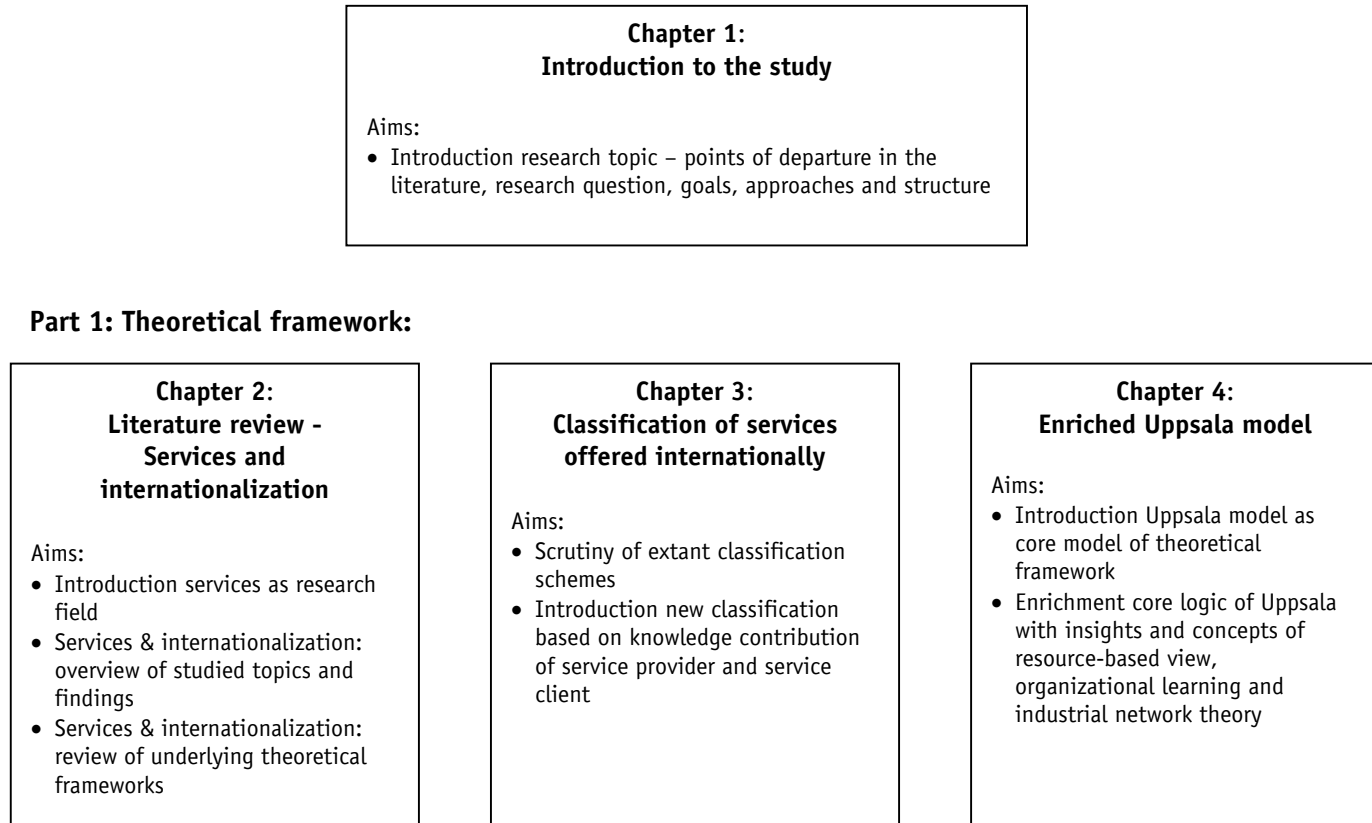 Chapter 1:
Introduction to the study
Aims:
• Introduction research topic – points of departure in the
literature, research question, goals, approaches and structure
Part 1: Theoretical framework:
Chapter 2:
Literature review -
Services and
internationalization
Aims:
• Introduction services as research
field
• Services & internationalization:
overview of studied topics and
findings
• Services & internationalization:
review of underlying theoretical
frameworks
Chapter 3:
Classification of services
offered internationally
Aims:
• Scrutiny of extant classification
schemes
• Introduction new classification
based on knowledge contribution
of service provider and service
client
Chapter 4:
Enriched Uppsala model
Aims:
• Introduction Uppsala model as
core model of theoretical
framework
• Enrichment core logic of Uppsala
with insights and concepts of
resource-based view,
organizational learning and
industrial network theory